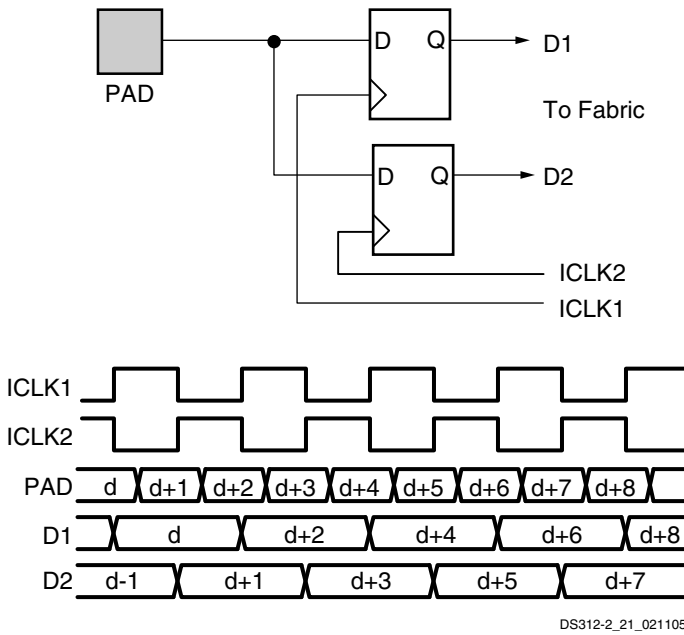 D Q D1
PAD
To Fabric
D Q D2
ICLK2
ICLK1
ICLK1
ICLK2
PAD d d+1 d+2 d+3 d+4 d+5 d+6 d+7 d+8
D1 d d+2 d+4 d+6 d+8
D2 d-1 d+1 d+3 d+5 d+7
DS312-2_21_021105